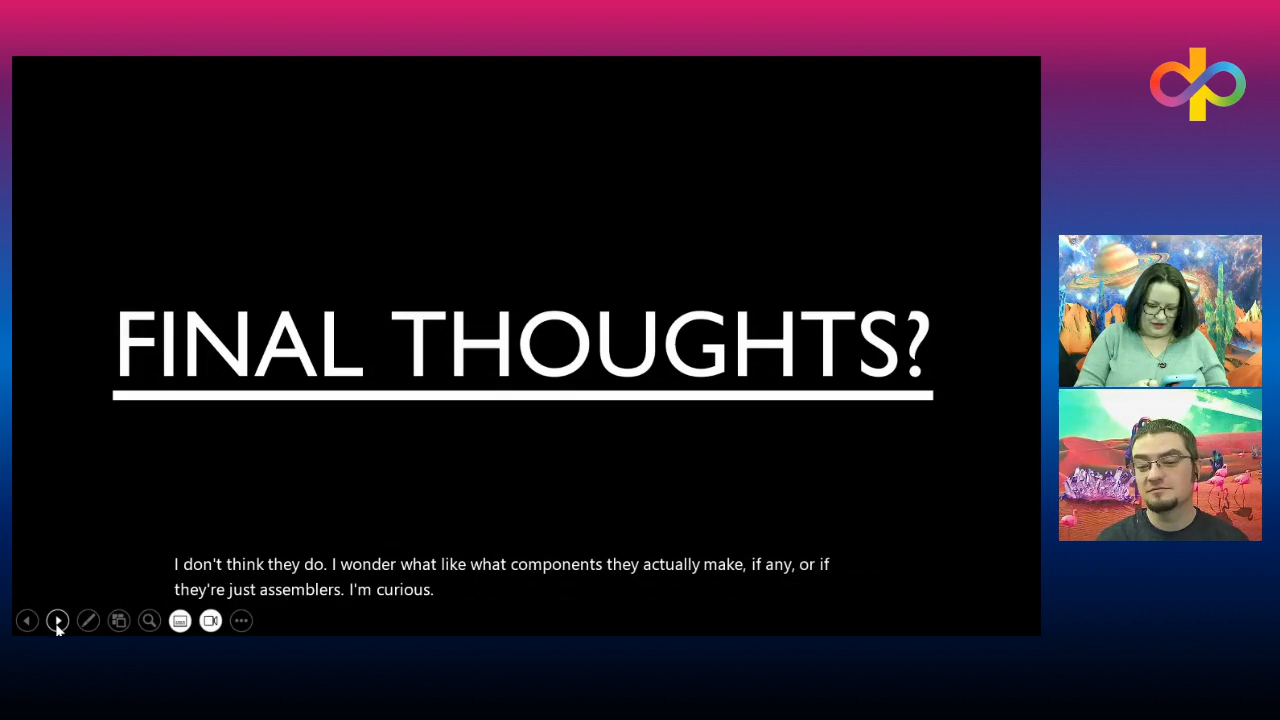 FINAL THOUGHTS?
I don't think they do. I wonder what like what components they actually make, if any, or if
they're just assemblers. I'm curious.